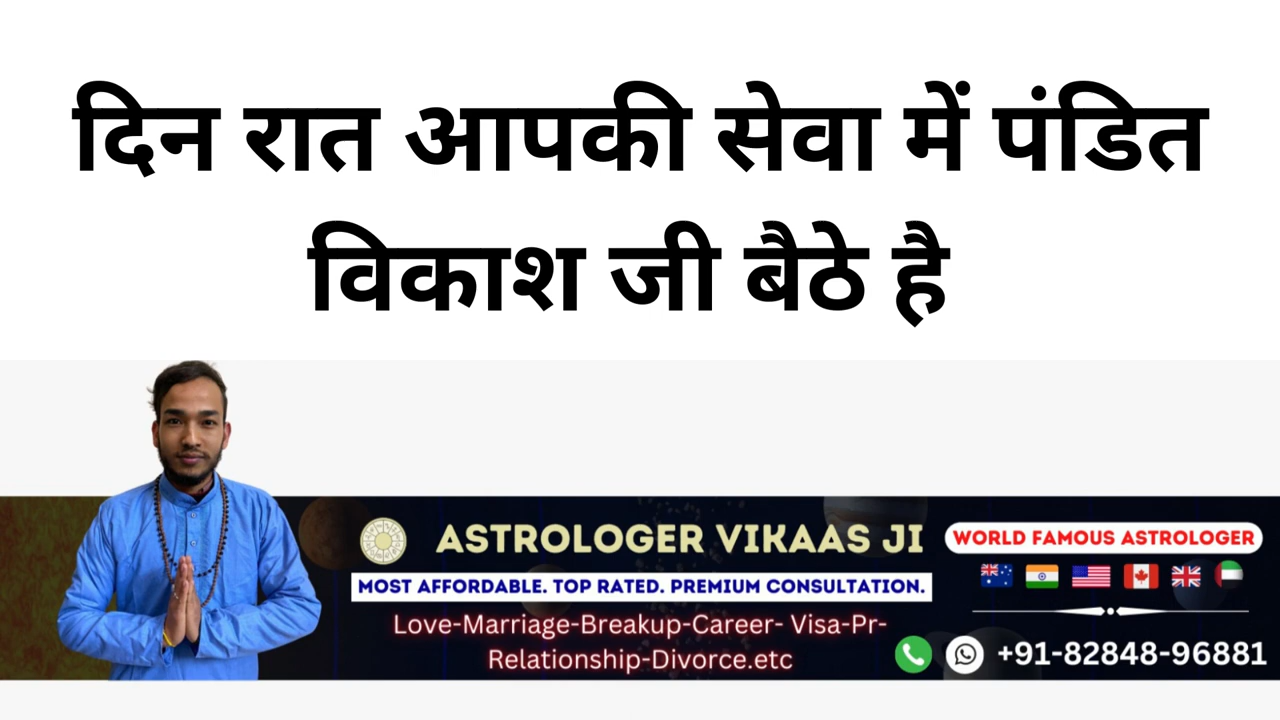 दिन रात आपकी सेवा में पंडित
विकाश जी बैठे है
ASTROLOGER VIKAAS JI
MOST AFFORDABLE. TOP RATED. PREMIUM CONSULTATION.
Love-Marriage-Breakup-Career- Visa-Pr-
Relationship-Divorce.etc
WORLD FAMOUS ASTROLOGER
+91-82848-96881